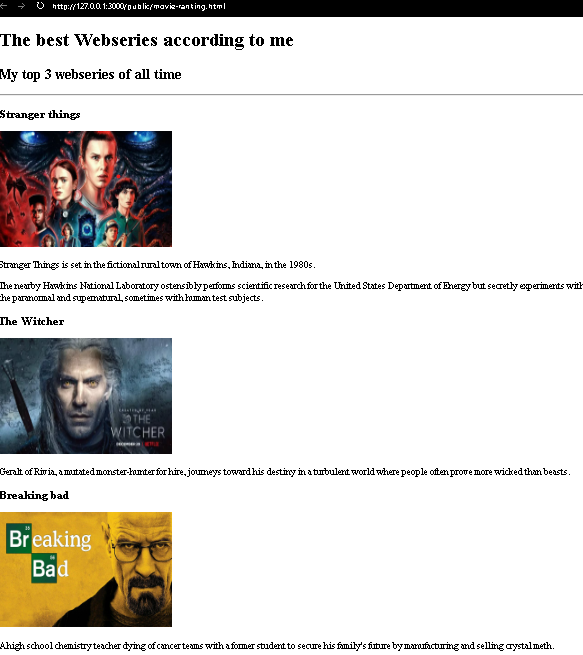 http://127.0.0.1:3000/public/movie-ranting.html
The best Webseries according to me
My top 3 webseries of all time
Stranger things
Stranger Things is set in the fictional rural town of Hawkins, Indiana, in the 1980s.
The nearby Hawkins National Laboratory ostensibly performs scientific research for the United States Department of Energy but secretly experiments with
the paranormal and supernatural, sometimes with human test subjects.
The Witcher
THE
WITCHER
NETFLIX
Geralt of Rivia, a mutated monster-hunter for hire, journeys toward his destiny in a turbulent world where people often prove more wicked than beasts.
Breaking bad
Breaking
Bad
A high school chemistry teacher dying of cancer teams with a former student to secure his family's future by manufacturing and selling crystal meth.